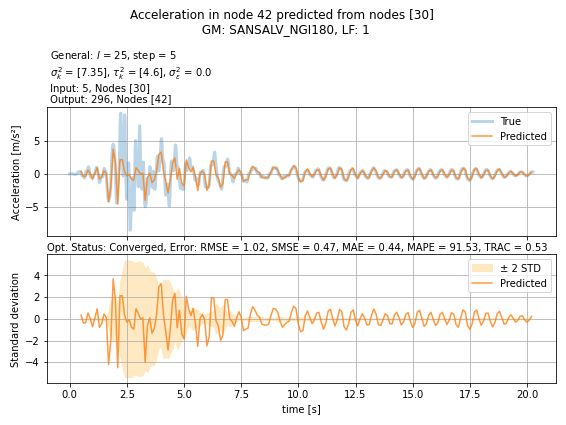 Acceleration in node 42 predicted from nodes [30]
GM: SANSALV_NGI180, LF: 1
General: l = 25, step = 5
σ²ₖ = [7.35], τ²ₖ = [4.6], σ²ε = 0.0
Input: 5, Nodes [30]
Output: 296, Nodes [42]
Acceleration [m/s²]
5
0
−5
True
Predicted
Opt. Status: Converged, Error: RMSE = 1.02, SMSE = 0.47, MAE = 0.44, MAPE = 91.53, TRAC = 0.53
Standard deviation
4
2
0
−2
−4
± 2 STD
Predicted
0.0 2.5 5.0 7.5 10.0 12.5 15.0 17.5 20.0
time [s]